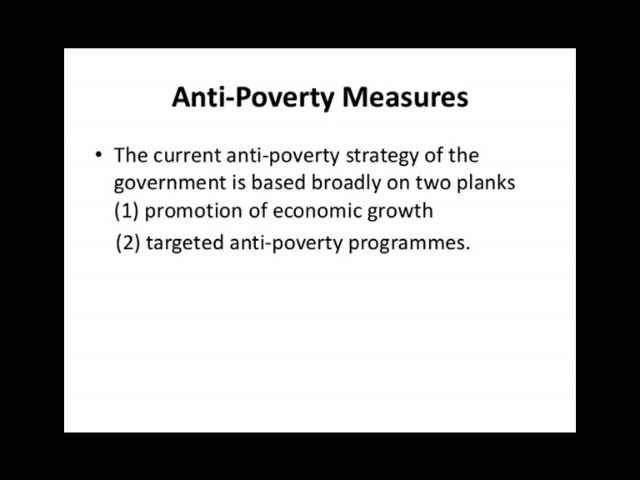 Anti-Poverty Measures
• The current anti-poverty strategy of the
government is based broadly on two planks
(1) promotion of economic growth
(2) targeted anti-poverty programmes.